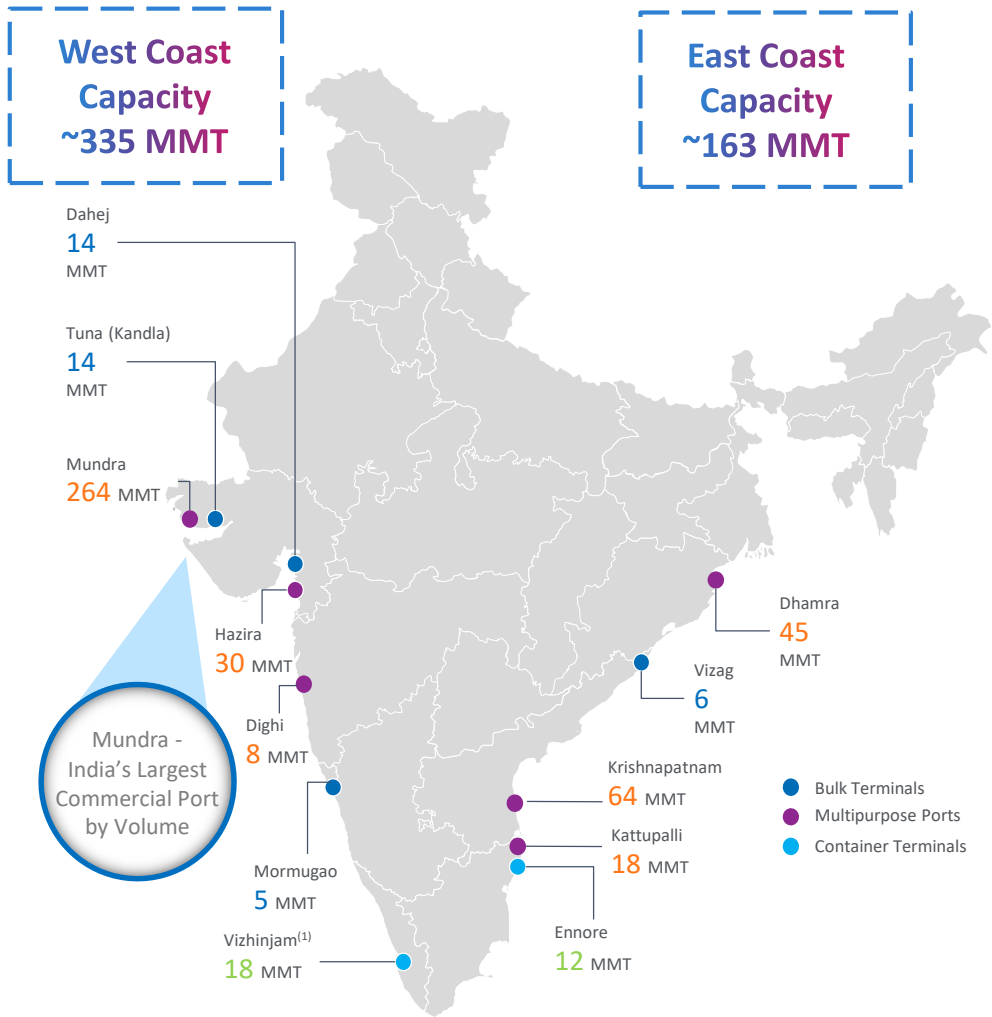 West Coast
Capacity
~335 MMT
East Coast
Capacity
~163 MMT
Dahej
14
MMT
Tuna (Kandla)
14
MMT
Mundra
264 MMT
Hazira
30 MMT
Dighi
8 MMT
Mundra -
India's Largest
Commercial Port
by Volume
Mormugao
5 MMT
Vizhinjam(1)
18 MMT
Dhamra
45
MMT
Vizag
6
MMT
Krishnapatnam
64 MMT
Kattupalli
18 MMT
Ennore
12 MMT
Bulk Terminals
Multipurpose Ports
Container Terminals